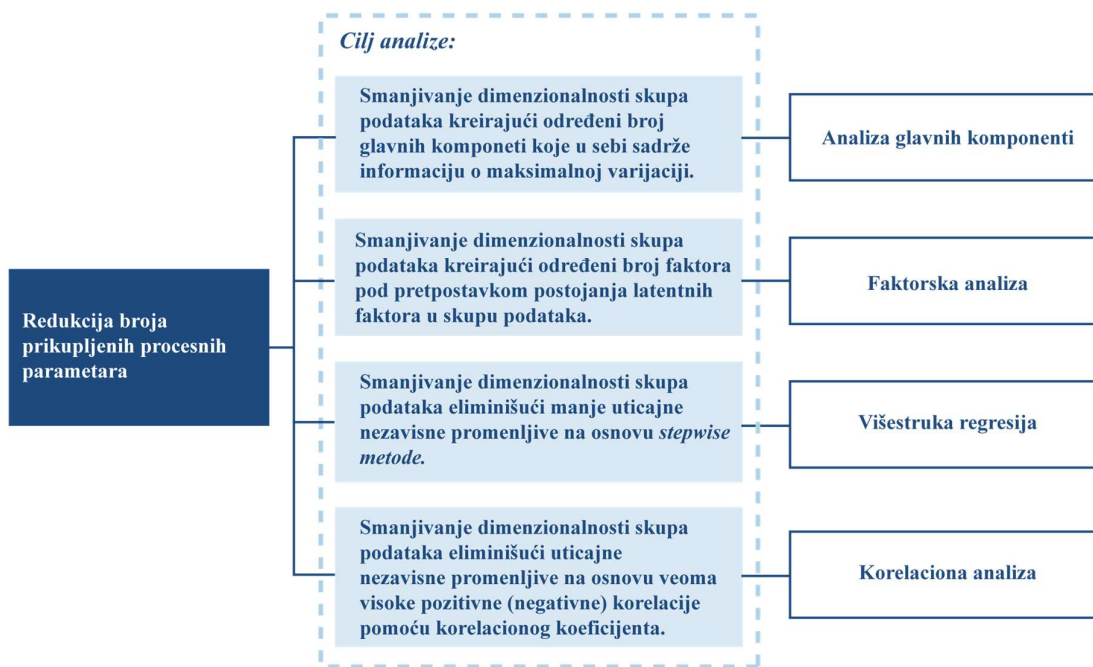 Cilj analize:
Smanjivanje dimenzionalnosti skupa
podataka kreirajući određeni broj
glavnih komponeti koje u sebi sadrže
informaciju o maksimalnoj varijaciji.
Analiza glavnih komponenti
Smanjivanje dimenzionalnosti skupa
podataka kreirajući određeni broj faktora
pod pretpostavkom postojanja latentnih
faktora u skupu podataka.
Faktorska analiza
Redukcija broja
prikupljenih procesnih
parametara
Smanjivanje dimenzionalnosti skupa
podataka eliminišući manje uticajne
nezavisne promenljive na osnovu stepwise
metode.
Višestruka regresija
Smanjivanje dimenzionalnosti skupa
podataka eliminišući uticajne
nezavisne promenljive na osnovu veoma
visoke pozitivne (negativne) korelacije
pomoću korelacionog koeficijenta.
Korelaciona analiza